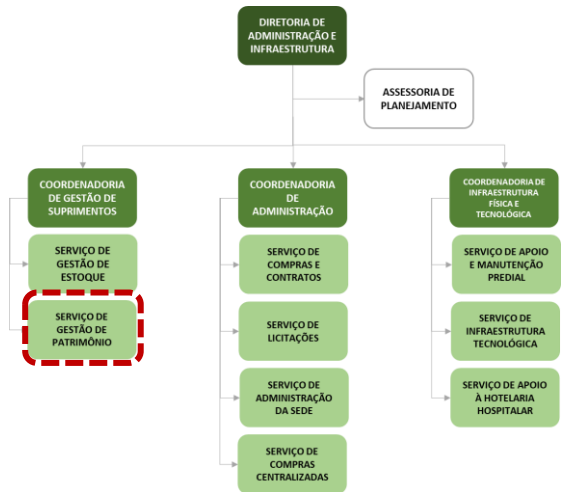 DIRETORIA DE
ADMINISTRAÇÃO E
INFRAESTRUTURA
ASSESSORIA DE
PLANEJAMENTO
COORDENADORIA
DE GESTÃO DE
SUPRIMENTOS
SERVIÇO DE
GESTÃO DE
ESTOQUE
SERVIÇO DE
GESTÃO DE
PATRIMÔNIO
COORDENADORIA
DE
ADMINISTRAÇÃO
SERVIÇO DE
COMPRAS E
CONTRATOS
SERVIÇO DE
LICITAÇÕES
SERVIÇO DE
ADMINISTRAÇÃO
DA SEDE
SERVIÇO DE
COMPRAS
CENTRALIZADAS
COORDENADORIA DE
INFRAESTRUTURA
FÍSICA E
TECNOLÓGICA
SERVIÇO DE APOIO
E MANUTENÇÃO
PREDIAL
SERVIÇO DE
INFRAESTRUTURA
TECNOLÓGICA
SERVIÇO DE APOIO
À HOTELARIA
HOSPITALAR